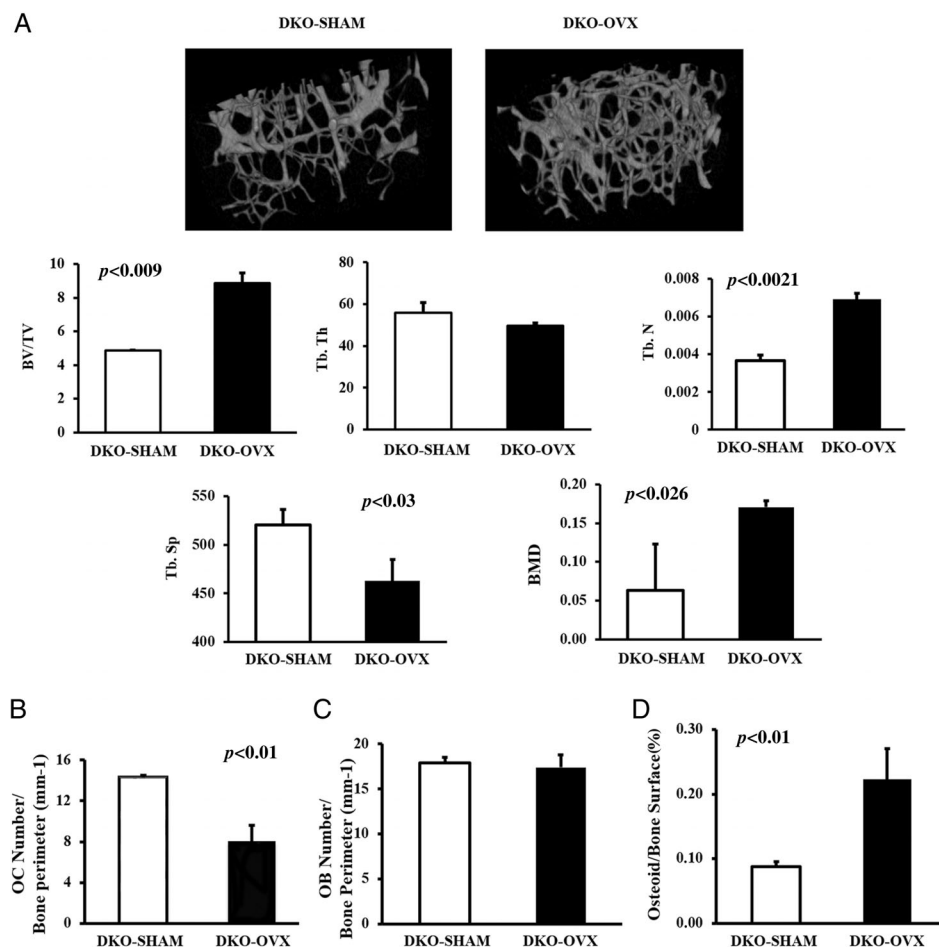 A
DKO-SHAM
DKO-OVX
BV/TV
10
8
6
4
2
0
p<0.009
DKO-SHAM
DKO-OVX
Tb. Th
80
60
40
20
0
DKO-SHAM
DKO-OVX
Tb. N
0.008
0.006
0.004
0.002
0
p<0.0021
DKO-SHAM
DKO-OVX
Tb. Sp
550
500
450
400
p<0.03
DKO-SHAM
DKO-OVX
BMD
0.20
0.15
0.10
0.05
0.00
p<0.026
DKO-SHAM
DKO-OVX
B
OC Number/
Bone perimeter (mm-1)
16
12
8
4
0
p<0.01
DKO-SHAM
DKO-OVX
C
OB Number/
Bone Perimeter (mm-1)
20
15
10
5
0
DKO-SHAM
DKO-OVX
D
Osteoid/Bone Surface(%)
0.30
0.20
0.10
0.00
p<0.01
DKO-SHAM
DKO-OVX